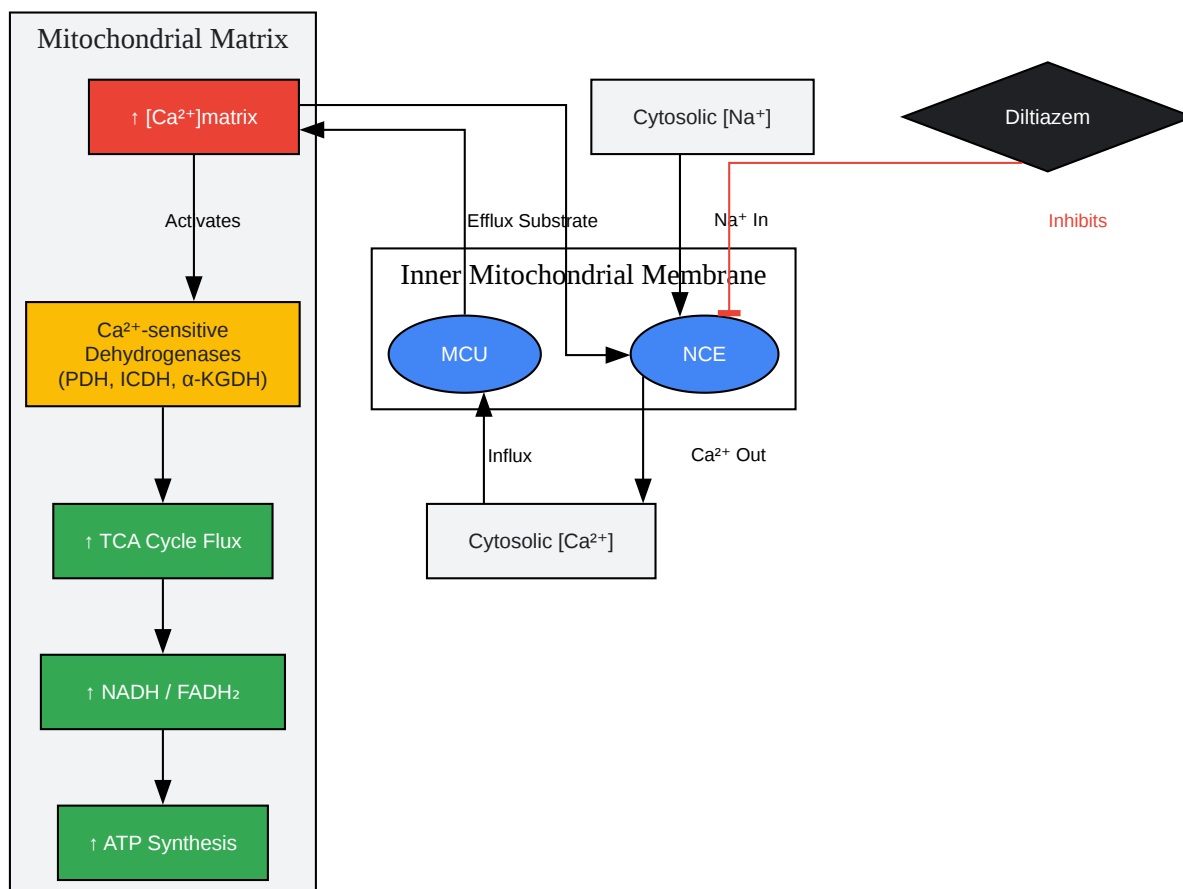 Mitochondrial Matrix
↑ [Ca²⁺]matrix
Cytosolic [Na⁺]
Diltiazem
Activates
Efflux Substrate
Na⁺ In
Inhibits
Inner Mitochondrial Membrane
Ca²⁺-sensitive
Dehydrogenases
(PDH, ICDH, α-KGDH)
MCU
NCE
Influx
Ca²⁺ Out
↑ TCA Cycle Flux
Cytosolic [Ca²⁺]
↑ NADH / FADH₂
↑ ATP Synthesis